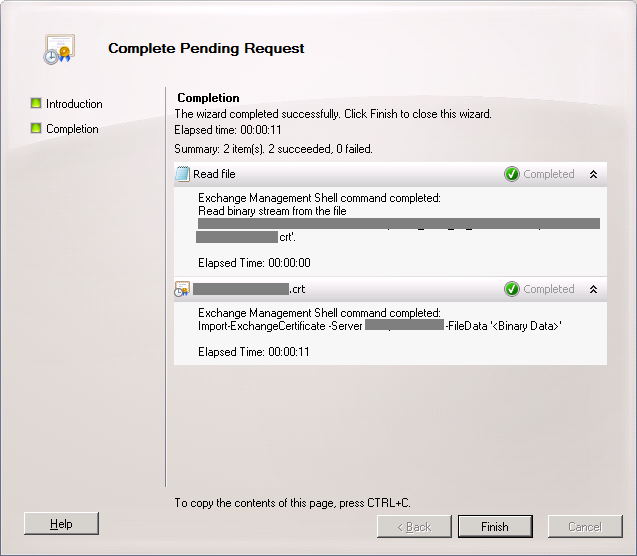 Complete Pending Request
Introduction
Completion
Completion
The wizard completed successfully. Click Finish to close this wizard.
Elapsed time: 00:00:11
Summary: 2 item(s). 2 succeeded, 0 failed.
Read file
Completed
Exchange Management Shell command completed:
Read binary stream from the file
crt'.
Elapsed Time: 00:00:00
.crt
Completed
Exchange Management Shell command completed:
Import-ExchangeCertificate -Server -FileData '<Binary Data>'
Elapsed Time: 00:00:11
To copy the contents of this page, press CTRL+C.
Help
< Back
Finish
Cancel